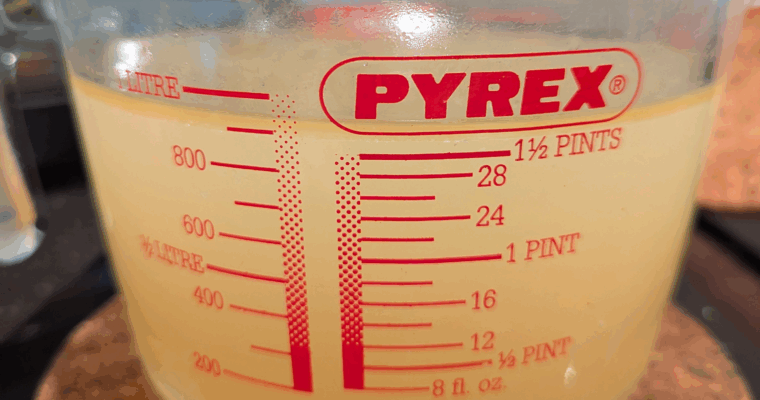 PYREX®
1 LITRE
800
600
½ LITRE
400
200
1½ PINTS
28
24
1 PINT
16
12
½ PINT
8 fl. oz.